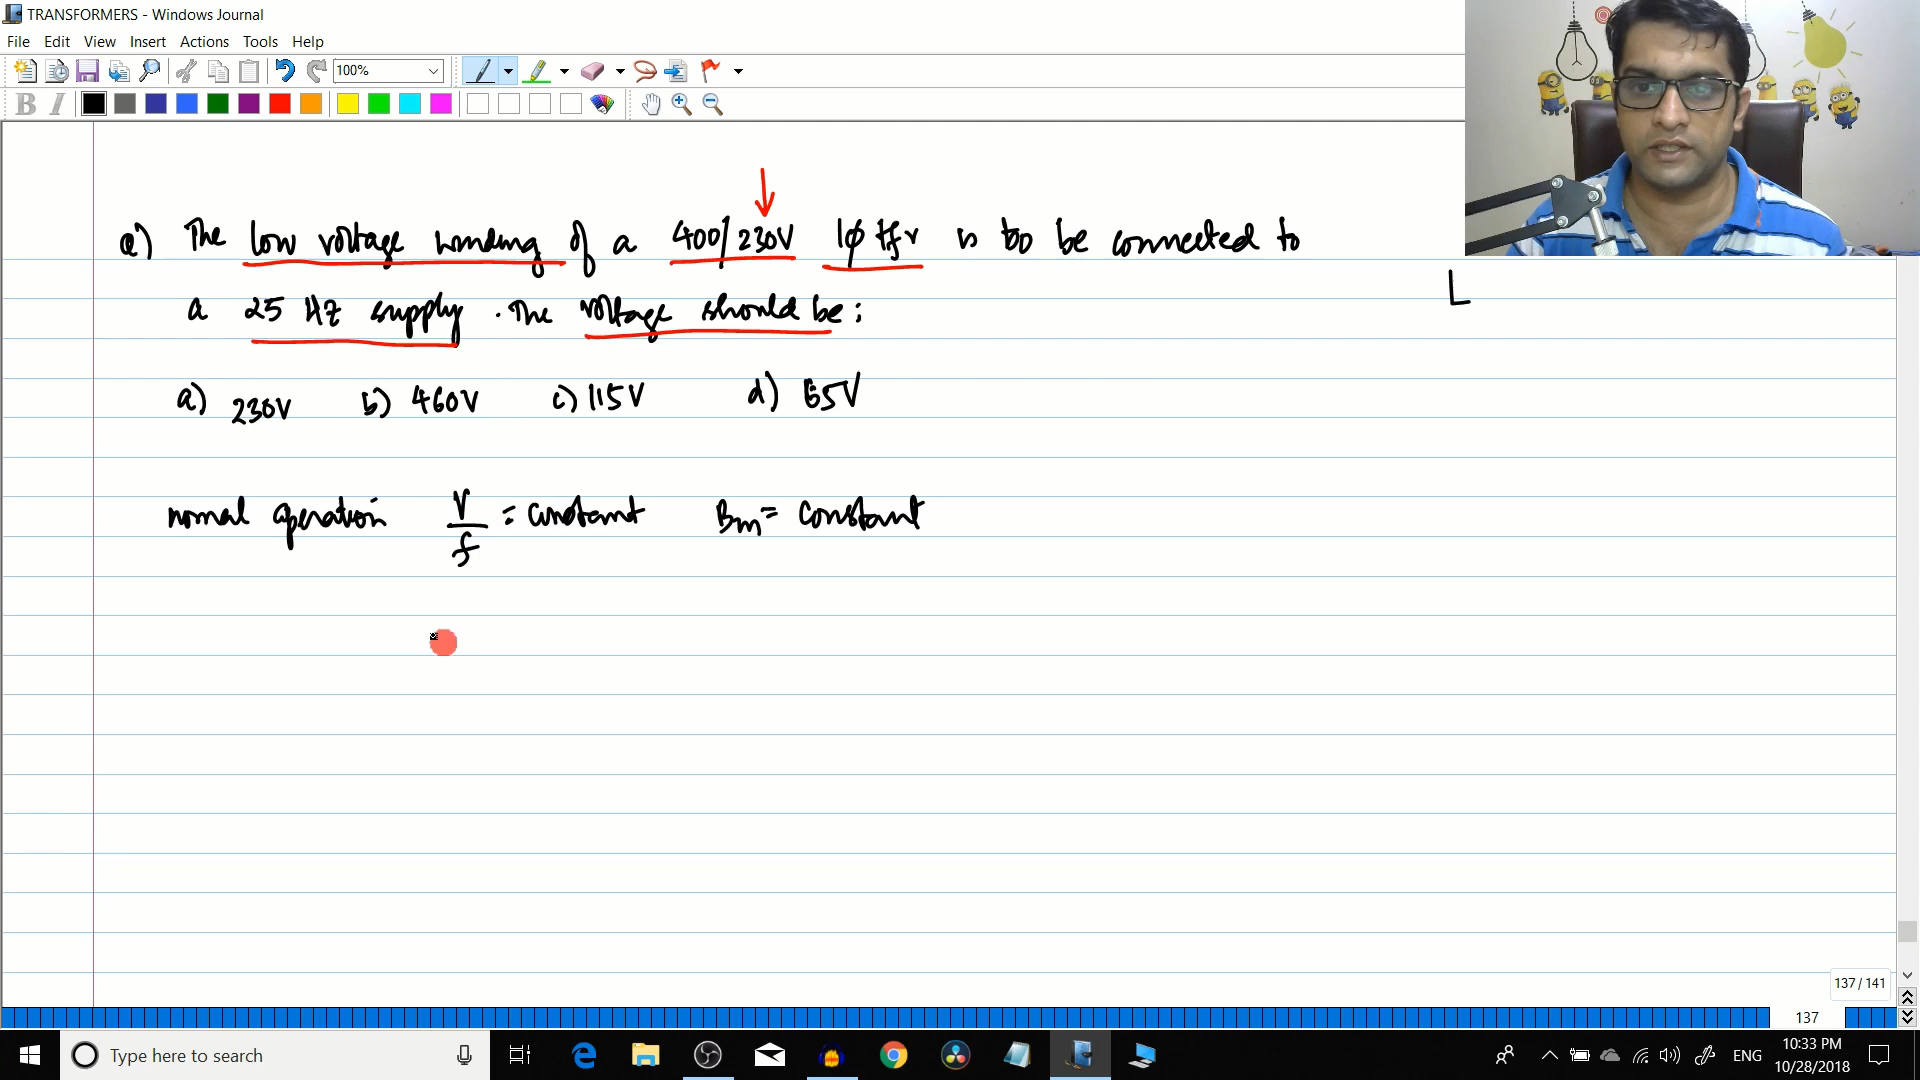 TRANSFORMERS - Windows Journal
File Edit View Insert Actions Tools Help
100%
B I
Q) The low voltage winding of a 400/230V 1φ tfr is to be connected to
a 25 Hz supply. The voltage should be:
a) 230V b) 460V c) 115V d) 65V
normal operation V/f = constant Bm = constant
L
137 / 141
137
Type here to search
ENG
10:33 PM
10/28/2018